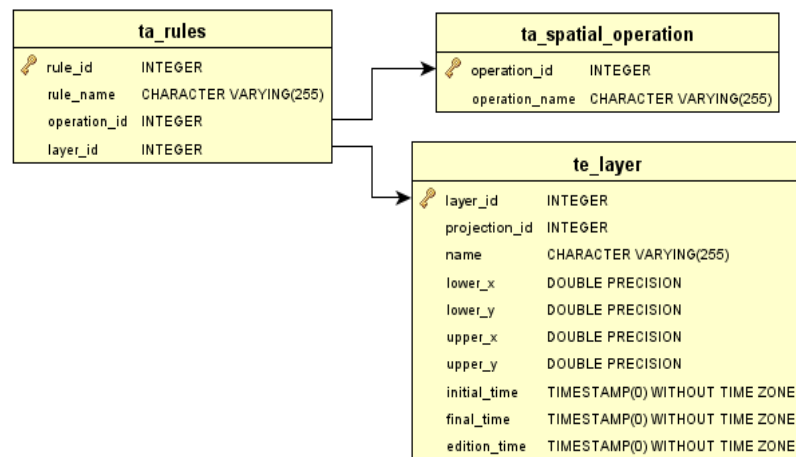 ta_rules
rule_id INTEGER
rule_name CHARACTER VARYING(255)
operation_id INTEGER
layer_id INTEGER
ta_spatial_operation
operation_id INTEGER
operation_name CHARACTER VARYING(255)
te_layer
layer_id INTEGER
projection_id INTEGER
name CHARACTER VARYING(255)
lower_x DOUBLE PRECISION
lower_y DOUBLE PRECISION
upper_x DOUBLE PRECISION
upper_y DOUBLE PRECISION
initial_time TIMESTAMP(0) WITHOUT TIME ZONE
final_time TIMESTAMP(0) WITHOUT TIME ZONE
edition_time TIMESTAMP(0) WITHOUT TIME ZONE